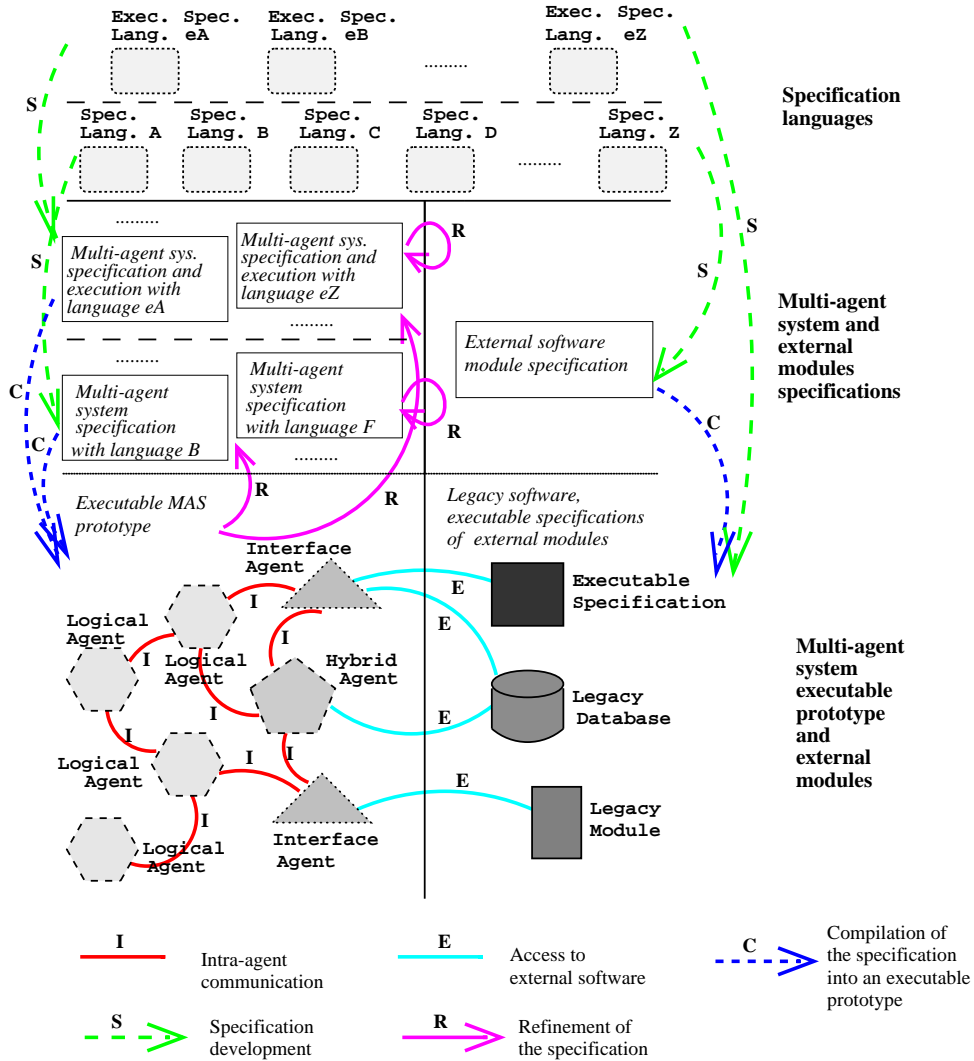 Exec. Spec.
Lang. eA
Exec. Spec.
Lang. eB
Exec. Spec.
Lang. eZ
.........
S
Spec.
Lang. A
Spec.
Lang. B
Spec.
Lang. C
Spec.
Lang. D
Spec.
Lang. Z
.........
Specification
languages
.........
S
Multi-agent sys.
specification and
execution with
language eA
Multi-agent sys.
specification and
execution with
language eZ
R
S
S
.........
.........
External software
module specification
Multi-agent
system and
external
modules
specifications
C
C
Multi-agent
system
specification
with language B
Multi-agent
system
specification
with language F
R
C
.........
R
R
Executable MAS
prototype
Legacy software,
executable specifications
of external modules
Interface
Agent
I
E
Executable
Specification
E
Logical
Agent
I
Logical
Agent
I
Hybrid
Agent
I
Legacy
Database
E
I
Logical
Agent
I
I
I
Interface
Agent
E
Legacy
Module
Logical
Agent
Multi-agent
system
executable
prototype
and
external
modules
I
Intra-agent
communication
E
Access to
external software
C
Compilation of
the specification
into an executable
prototype
S
Specification
development
R
Refinement of
the specification